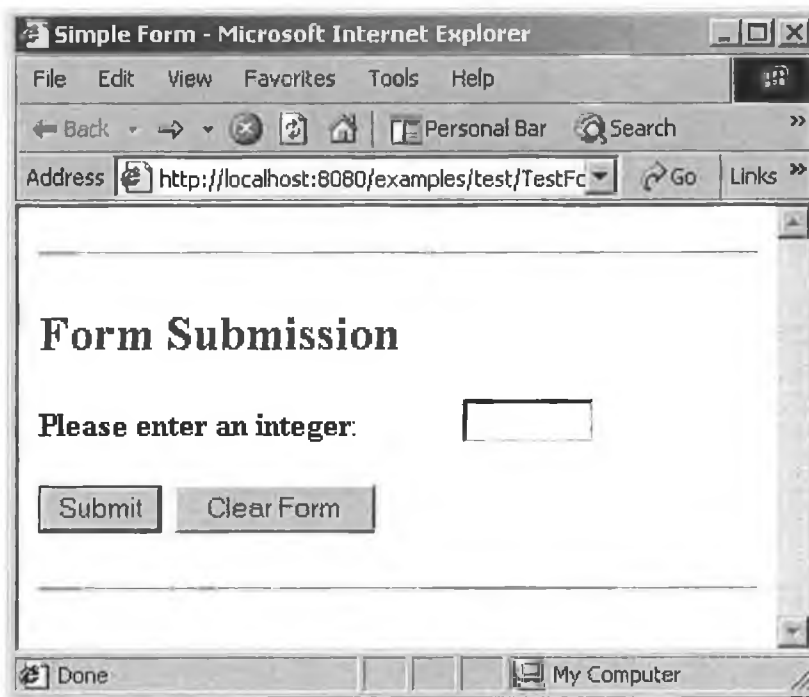 Simple Form - Microsoft Internet Explorer
File Edit View Favorites Tools Help
Back Personal Bar Search »
Address http://localhost:8080/examples/test/TestFc Go Links »
Form Submission
Please enter an integer:
Submit Clear Form
Done My Computer